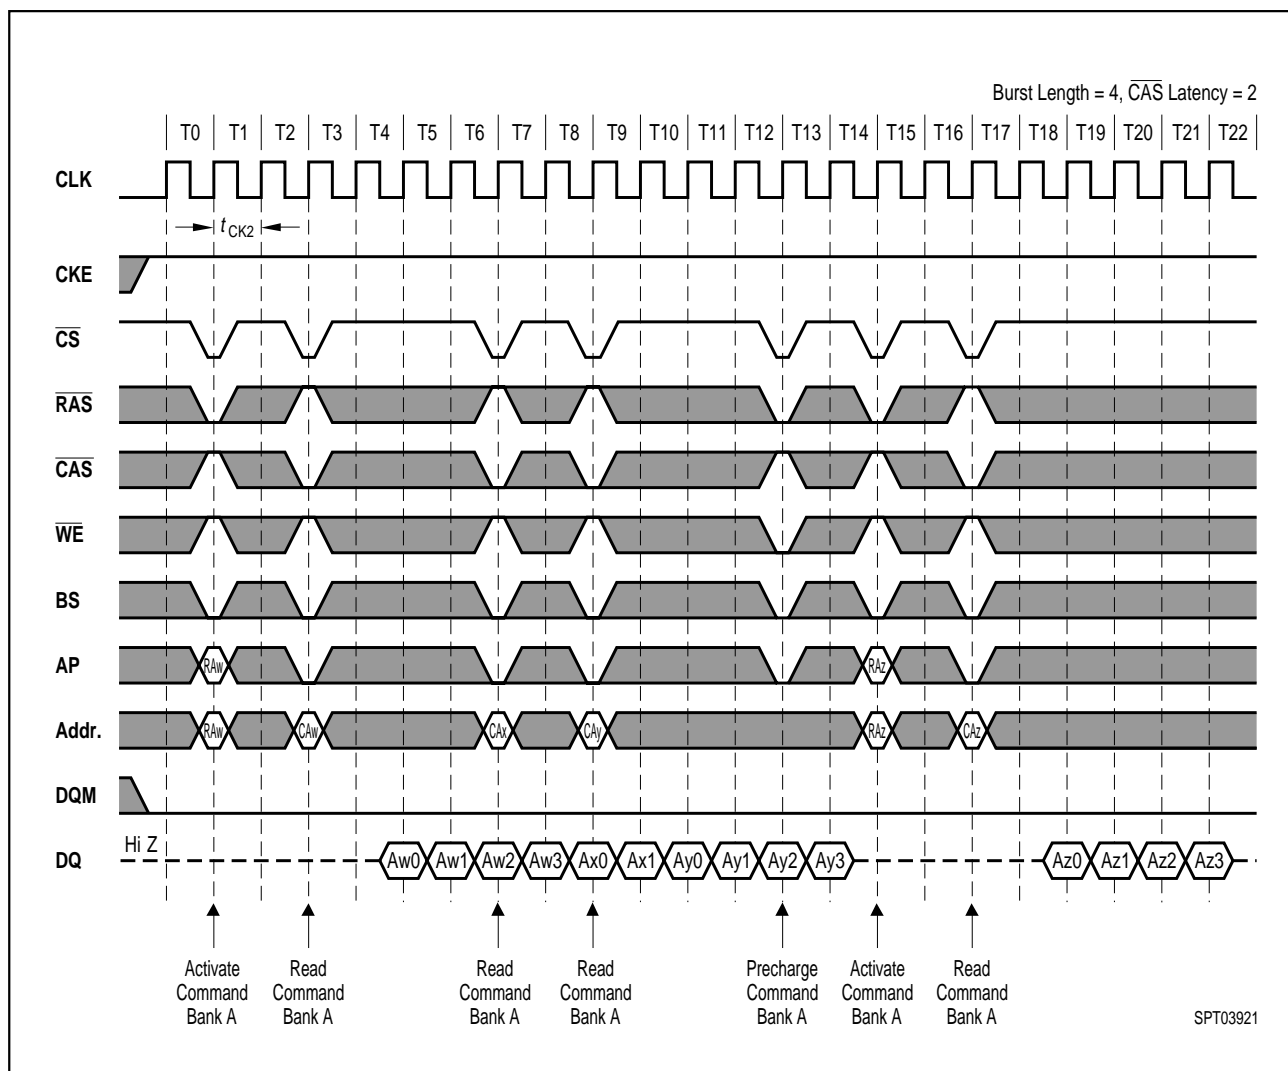 Burst Length = 4, CAS Latency = 2
T0 T1 T2 T3 T4 T5 T6 T7 T8 T9 T10 T11 T12 T13 T14 T15 T16 T17 T18 T19 T20 T21 T22
CLK
tCK2
CKE
CS
RAS
CAS
WE
BS
AP RAw RAz
Addr. RAw CAw CAx CAy RAz CAz
DQM
DQ Hi Z Aw0 Aw1 Aw2 Aw3 Ax0 Ax1 Ay0 Ay1 Ay2 Ay3 Az0 Az1 Az2 Az3
Activate Read Read Read Precharge Activate Read
Command Command Command Command Command Command Command
Bank A Bank A Bank A Bank A Bank A Bank A Bank A
SPT03921